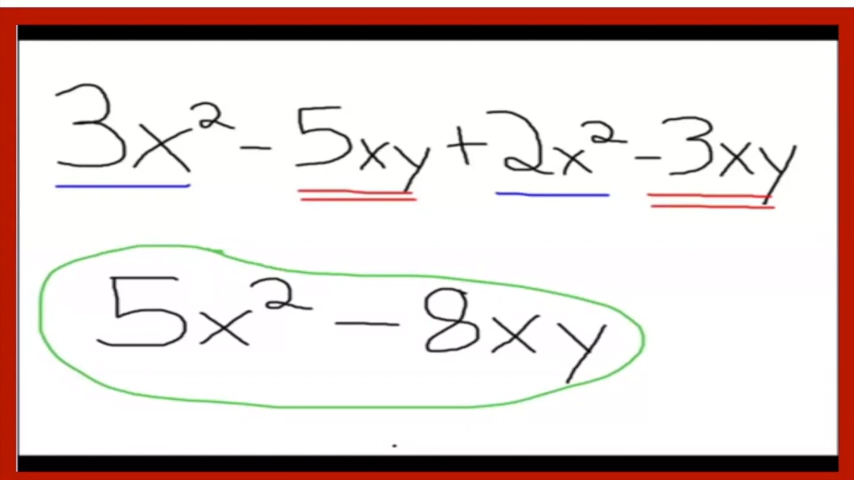 3x² - 5xy + 2x² - 3xy
5x² - 8xy